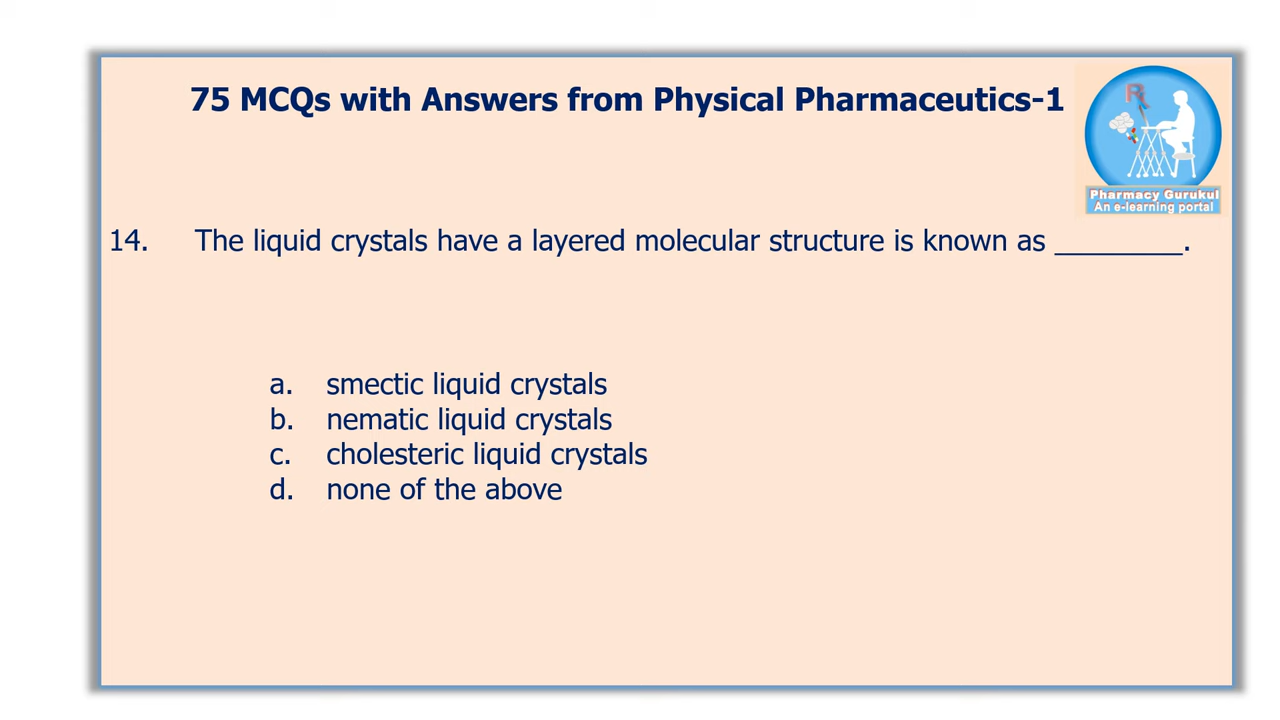 75 MCQs with Answers from Physical Pharmaceutics-1
Pharmacy Gurukul
An e-learning portal
14. The liquid crystals have a layered molecular structure is known as ________.
a. smectic liquid crystals
b. nematic liquid crystals
c. cholesteric liquid crystals
d. none of the above